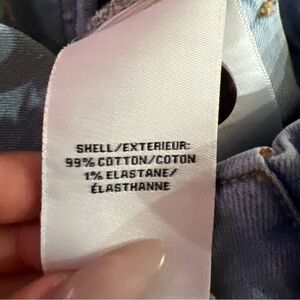 SHELL/EXTERIEUR:
99% COTTON/COTON
1% ELASTANE/
ÉLASTHANNE